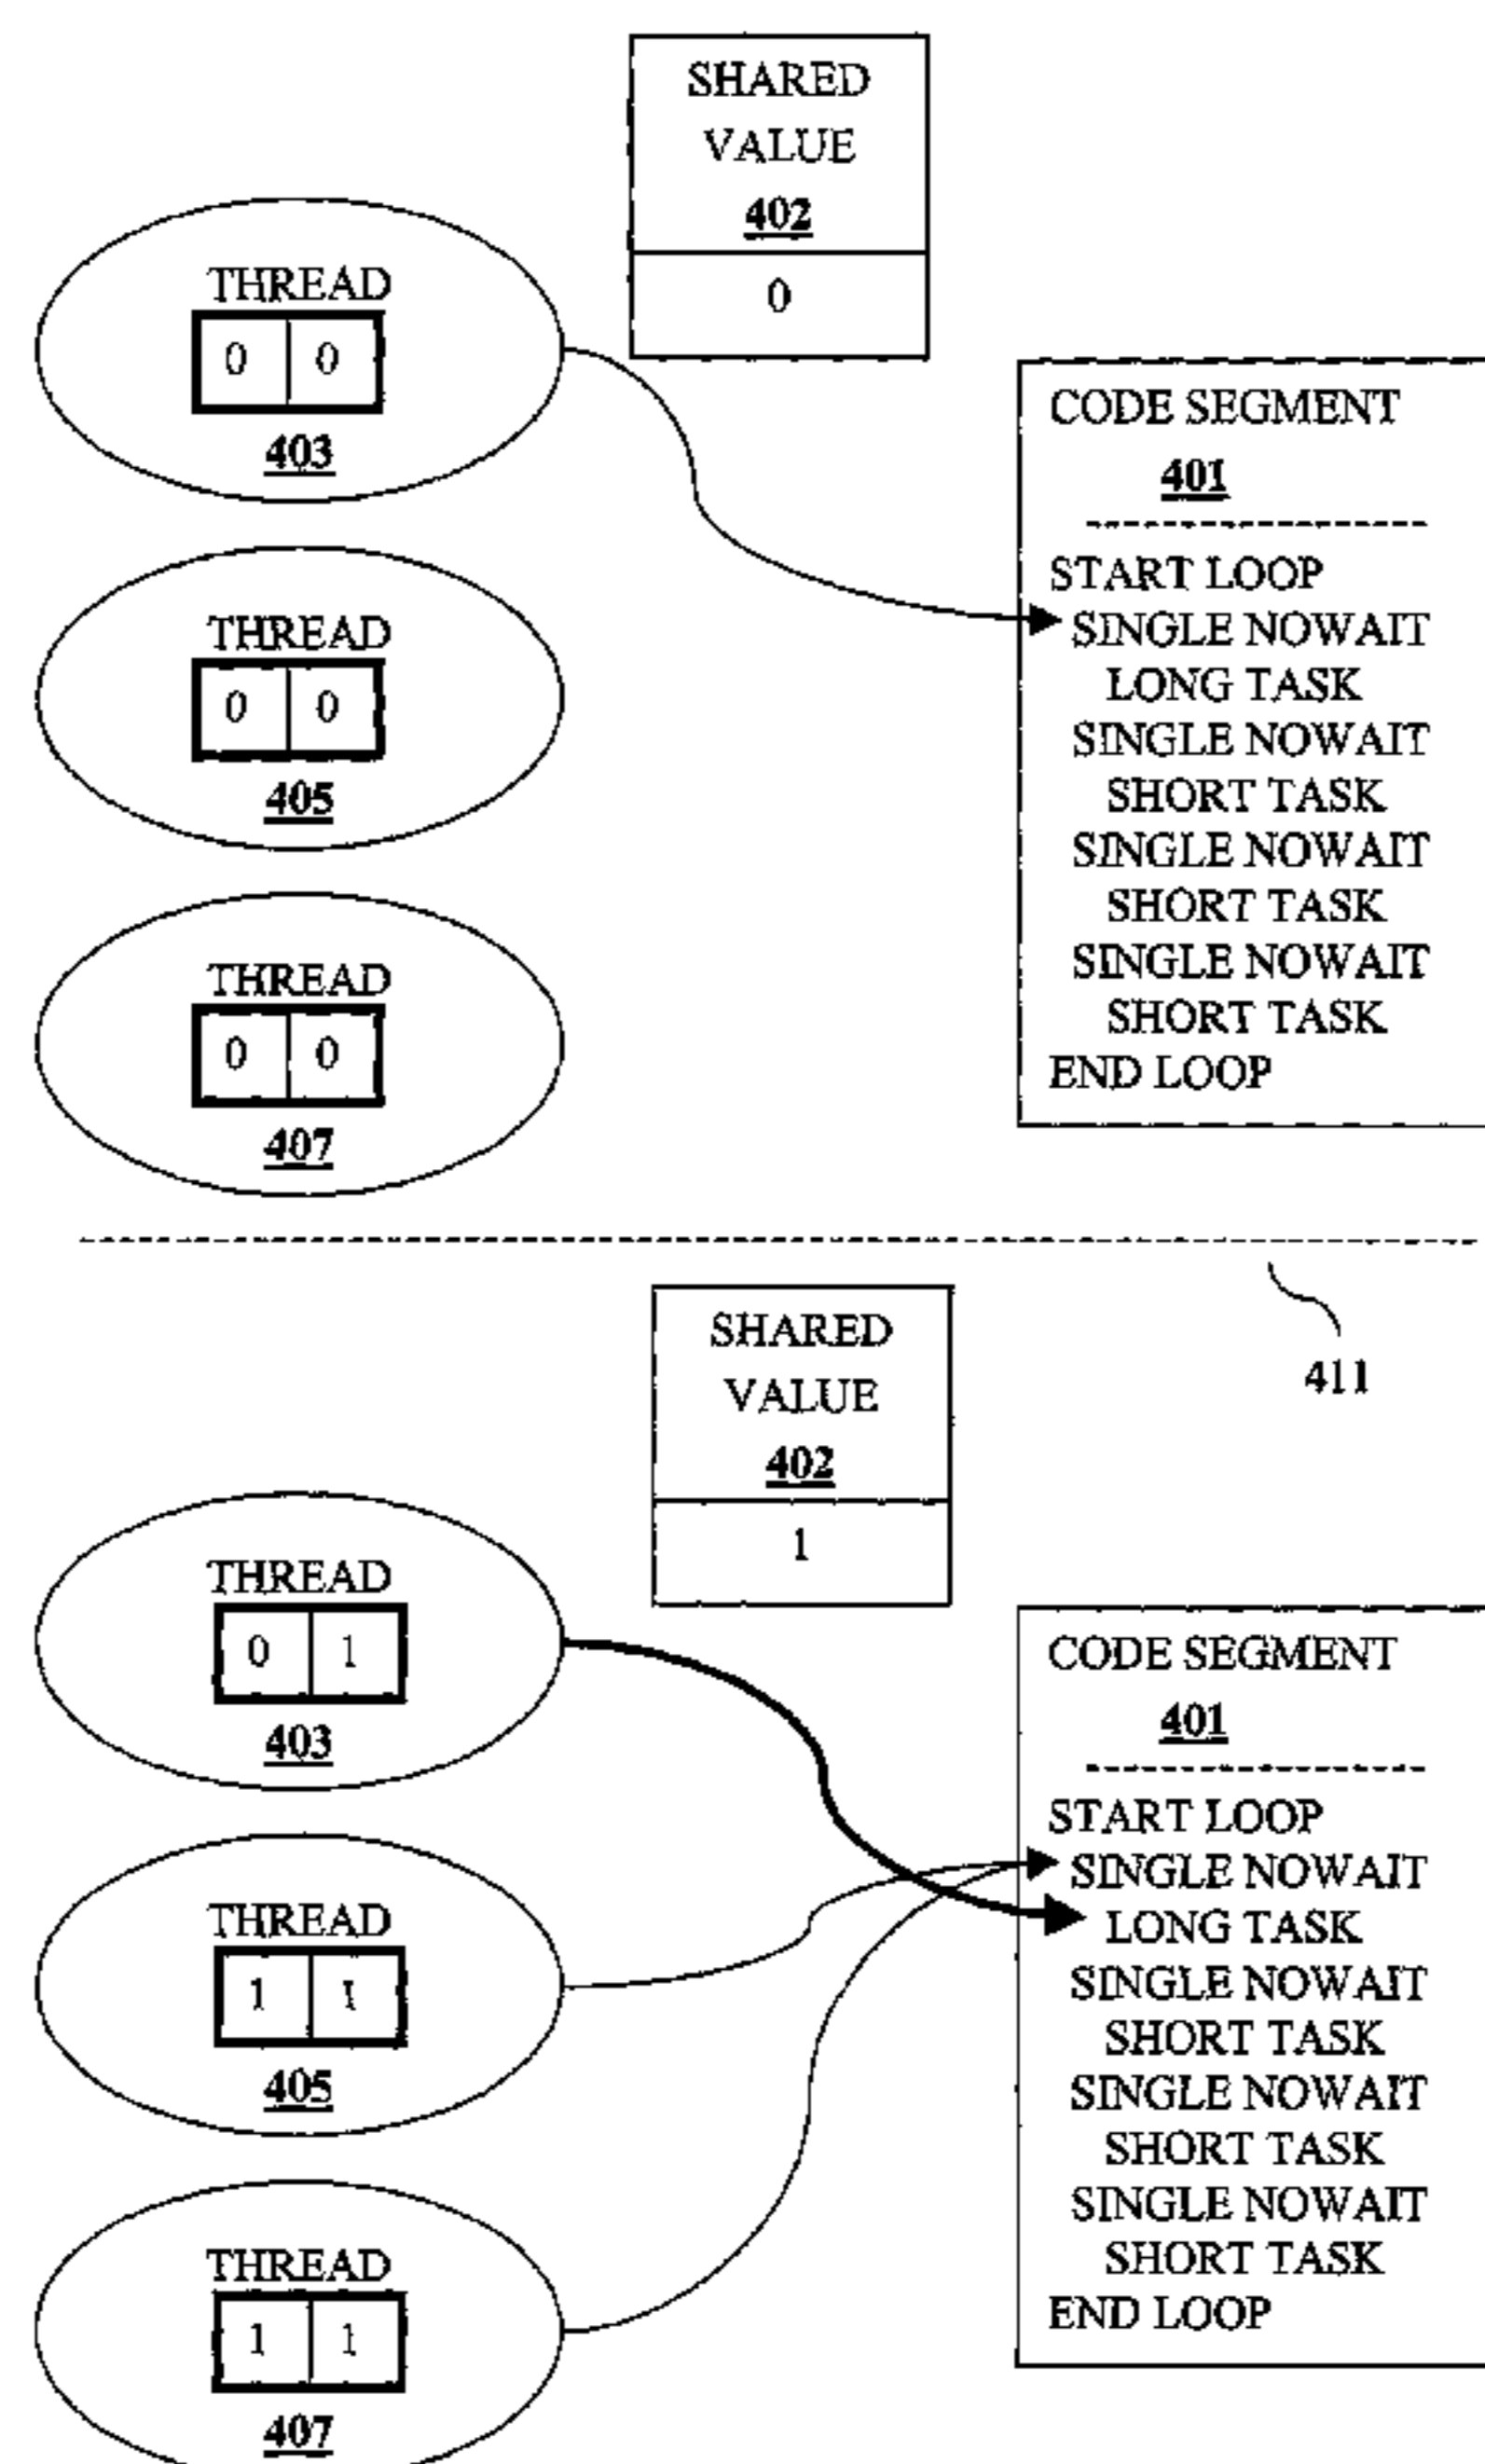 SHARED
VALUE
402
0
THREAD
0 0
403
THREAD
0 0
405
THREAD
0 0
407
CODE SEGMENT
401
START LOOP
SINGLE NOWAIT
LONG TASK
SINGLE NOWAIT
SHORT TASK
SINGLE NOWAIT
SHORT TASK
SINGLE NOWAIT
SHORT TASK
END LOOP
411
SHARED
VALUE
402
1
THREAD
0 1
403
THREAD
1 1
405
THREAD
1 1
407
CODE SEGMENT
401
START LOOP
SINGLE NOWAIT
LONG TASK
SINGLE NOWAIT
SHORT TASK
SINGLE NOWAIT
SHORT TASK
SINGLE NOWAIT
SHORT TASK
END LOOP